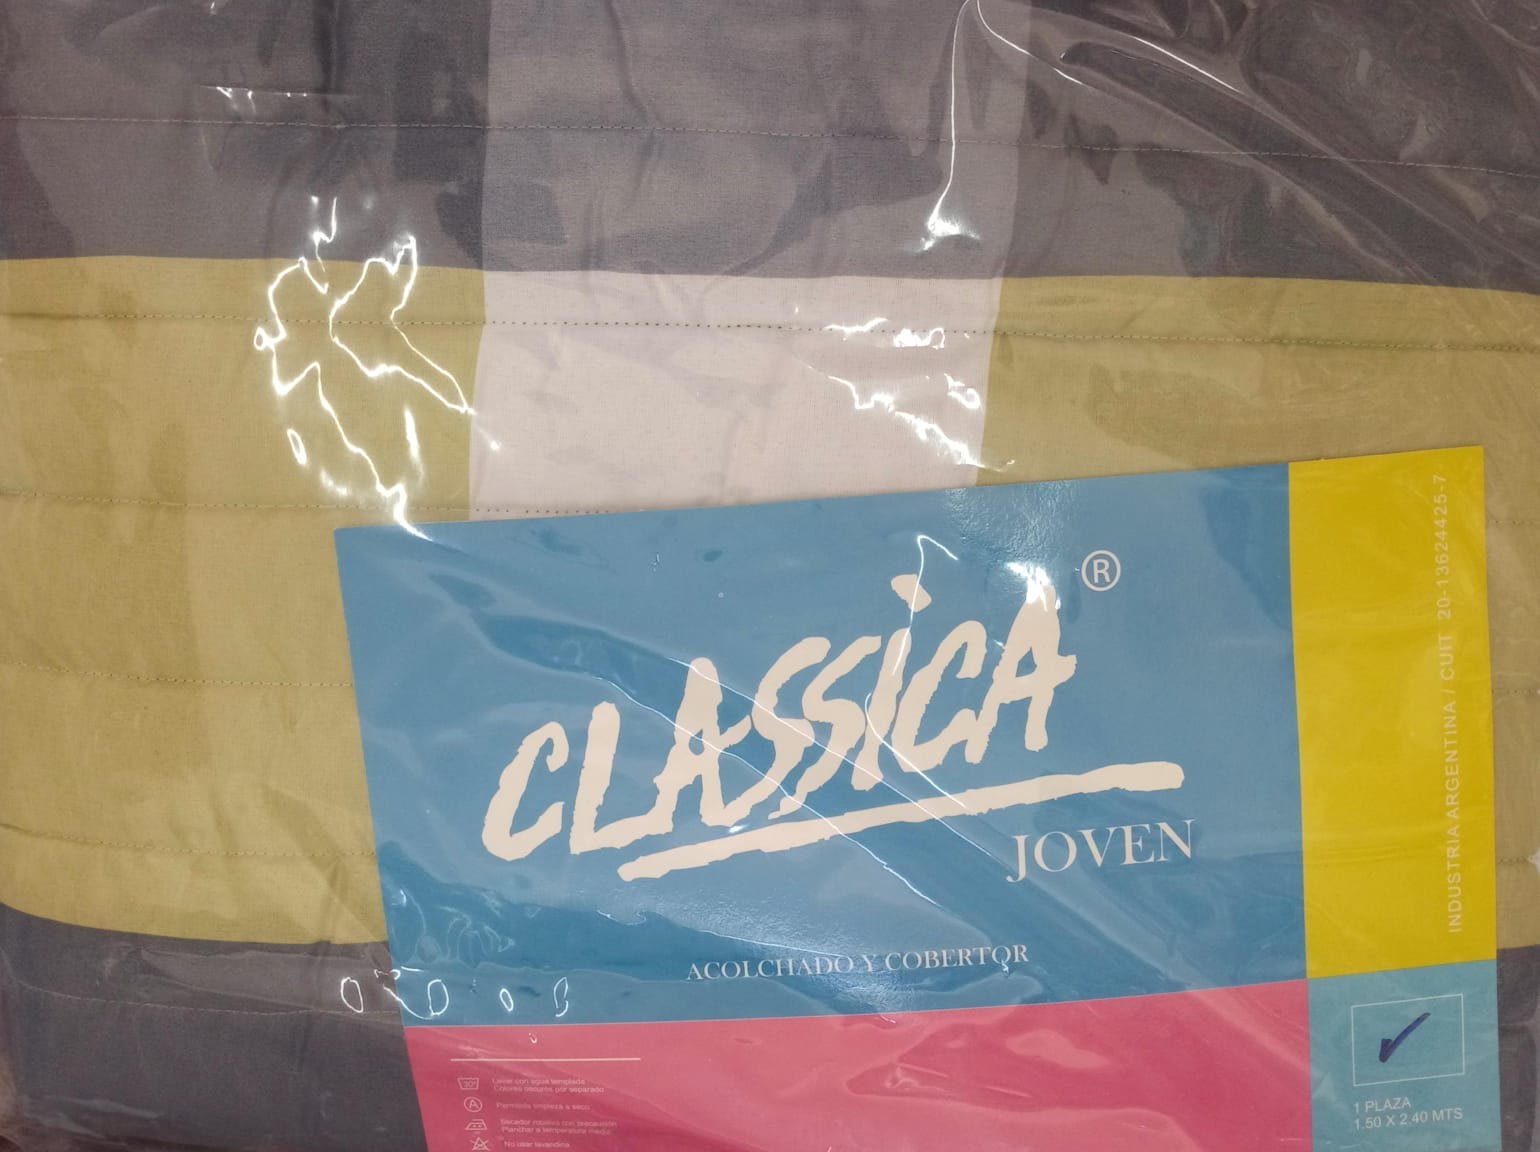 CLASSICA®
JOVEN
ACOLCHADO Y COBERTOR
INDUSTRIA ARGENTINA / CUIT 20-13624425-7
30°
Lavar con agua templada
Colores oscuros por separado
A
Permitida limpieza a seco
Secador rotativo con precaución
Planchar a temperatura media
No usar lavandina
1 PLAZA
1.50 X 2.40 MTS